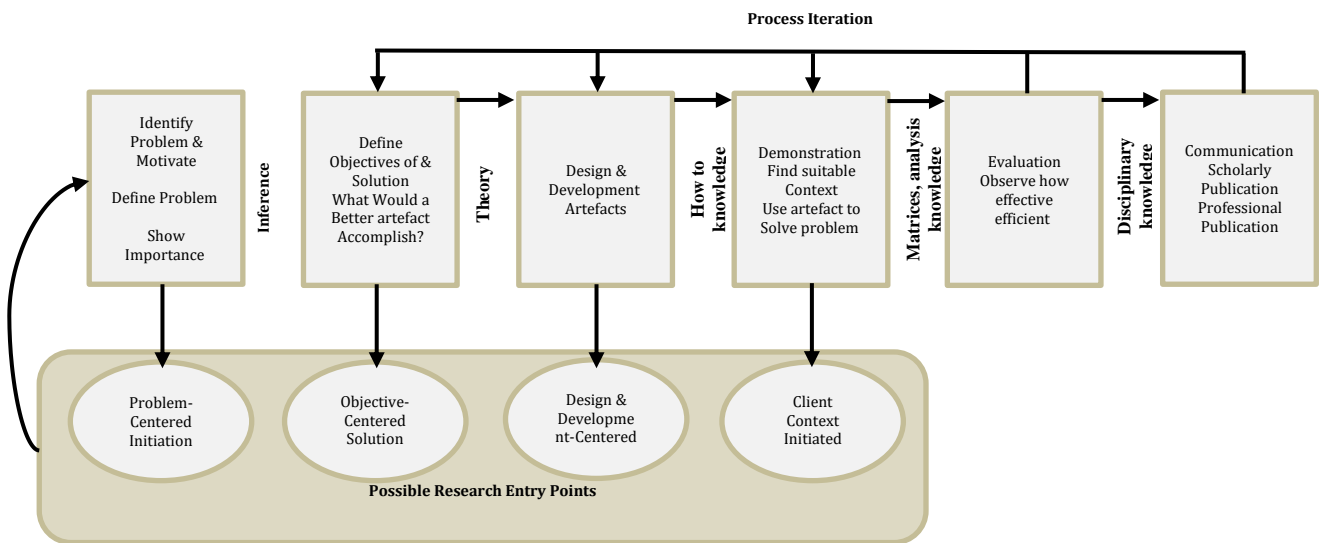 Process Iteration
Identify
Problem &
Motivate
Define Problem
Show
Importance
Inference
Define
Objectives of &
Solution
What Would a
Better artefact
Accomplish?
Theory
Design &
Development
Artefacts
How to
knowledge
Demonstration
Find suitable
Context
Use artefact to
Solve problem
Matrices, analysis
knowledge
Evaluation
Observe how
effective
efficient
Disciplinary
knowledge
Communication
Scholarly
Publication
Professional
Publication
Problem-
Centered
Initiation
Objective-
Centered
Solution
Design &
Developme
nt-Centered
Client
Context
Initiated
Possible Research Entry Points